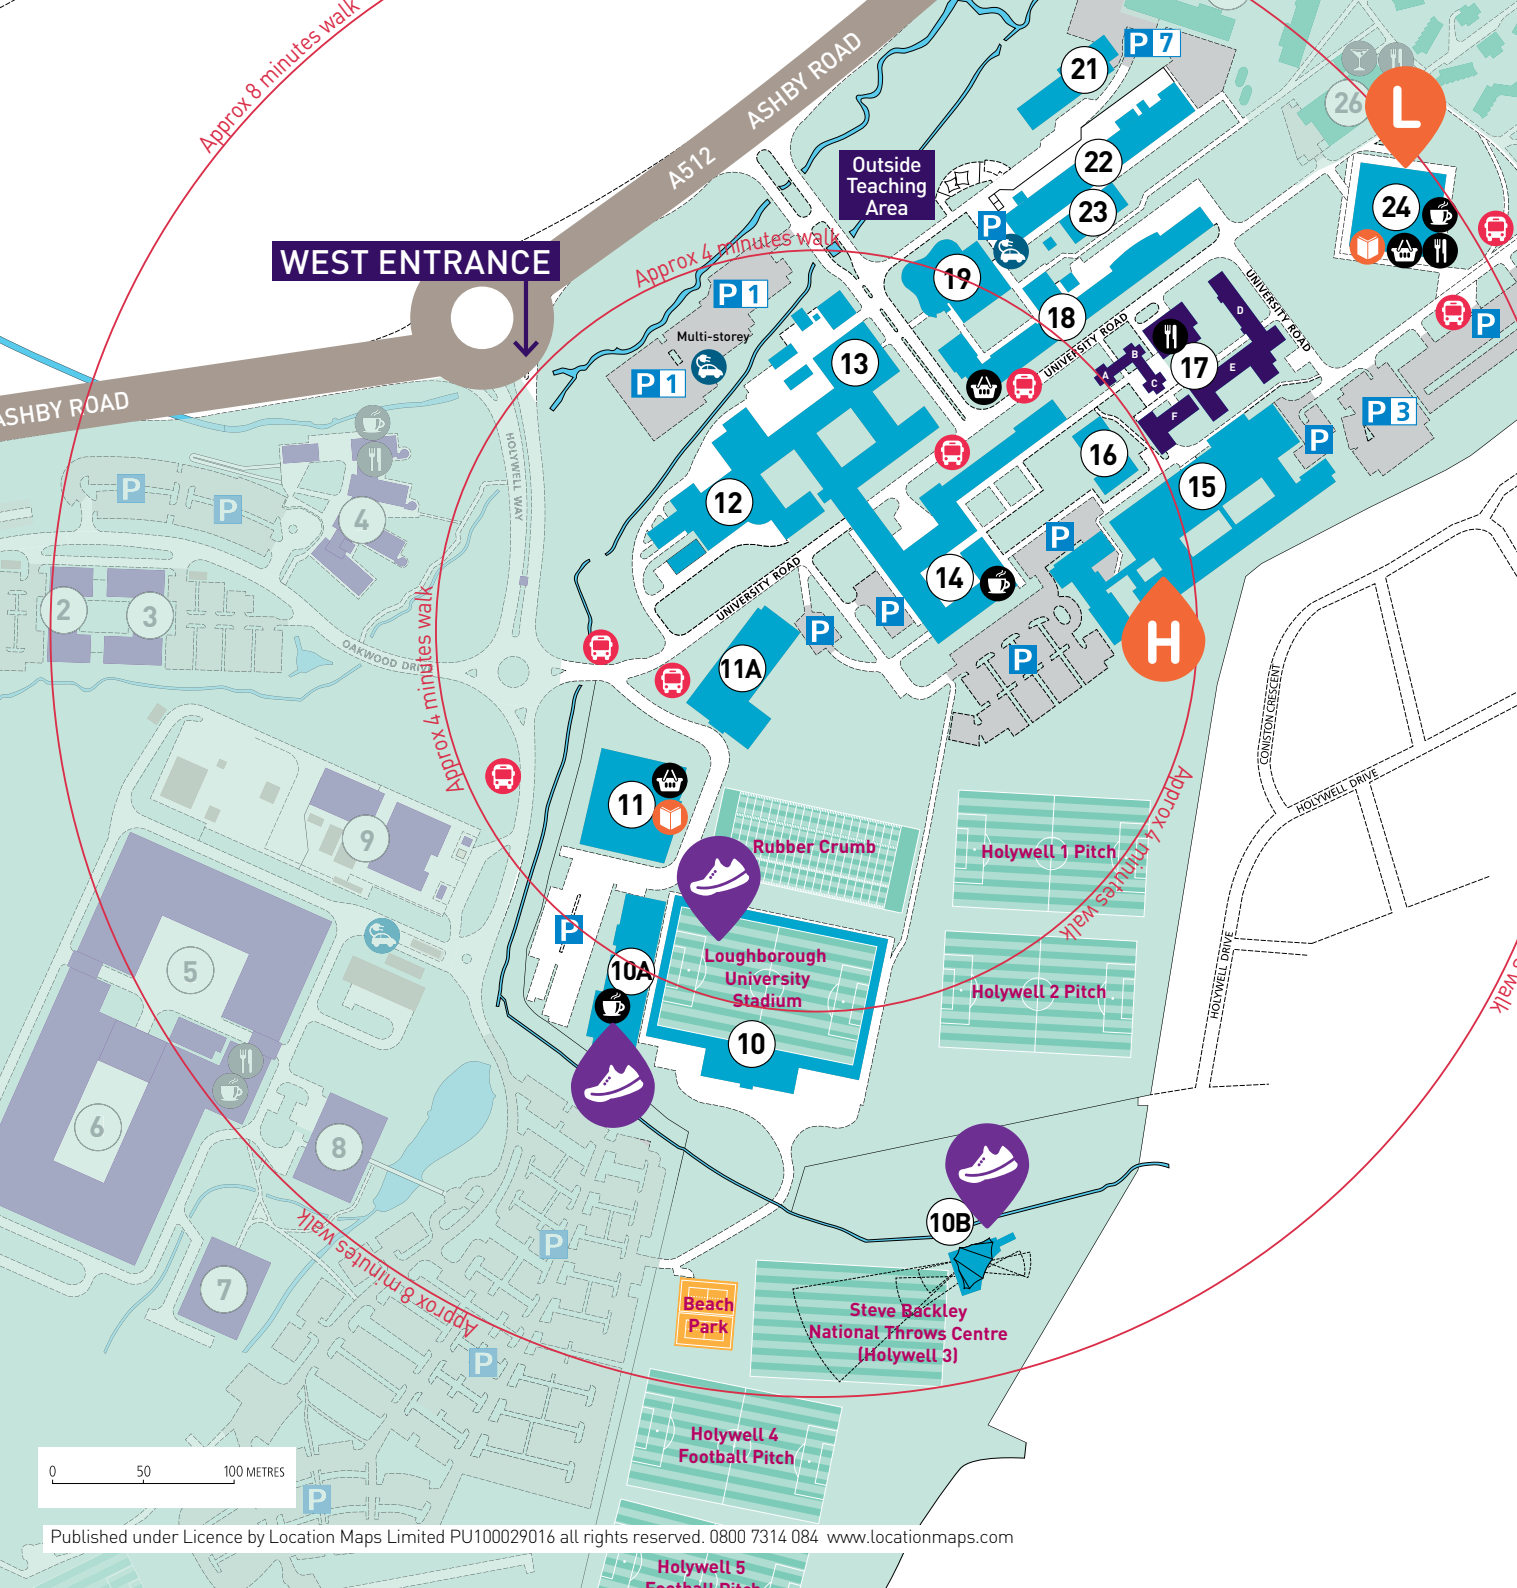 Approx 8 minutes walk
ASHBY ROAD
A512
ASHBY ROAD
WEST ENTRANCE
Outside
Teaching
Area
21
P 7
22
23
26
L
24
P
19
18
Approx 4 minutes walk
P 1
Multi-storey
P 1
13
12
UNIVERSITY ROAD
UNIVERSITY ROAD
P
17
A
B
C
D
E
F
P 3
P
16
15
P
14
P
P
P
H
UNIVERSITY ROAD
HOLYWELL WAY
4
P
P
2
3
OAKWOOD DRIVE
Approx 4 minutes walk
11A
11
9
Rubber Crumb
Holywell 1 Pitch
Approx 4 minutes walk
CONISTON CRESCENT
HOLYWELL DRIVE
HOLYWELL DRIVE
P
10A
Loughborough
University
Stadium
10
Holywell 2 Pitch
5
6
8
7
Approx 8 minutes walk
P
P
P
10B
Beach
Park
Steve Backley
National Throws Centre
(Holywell 3)
Holywell 4
Football Pitch
0 50 100 METRES
Published under Licence by Location Maps Limited PU100029016 all rights reserved. 0800 7314 084 www.locationmaps.com
Holywell 5
Football Pitch